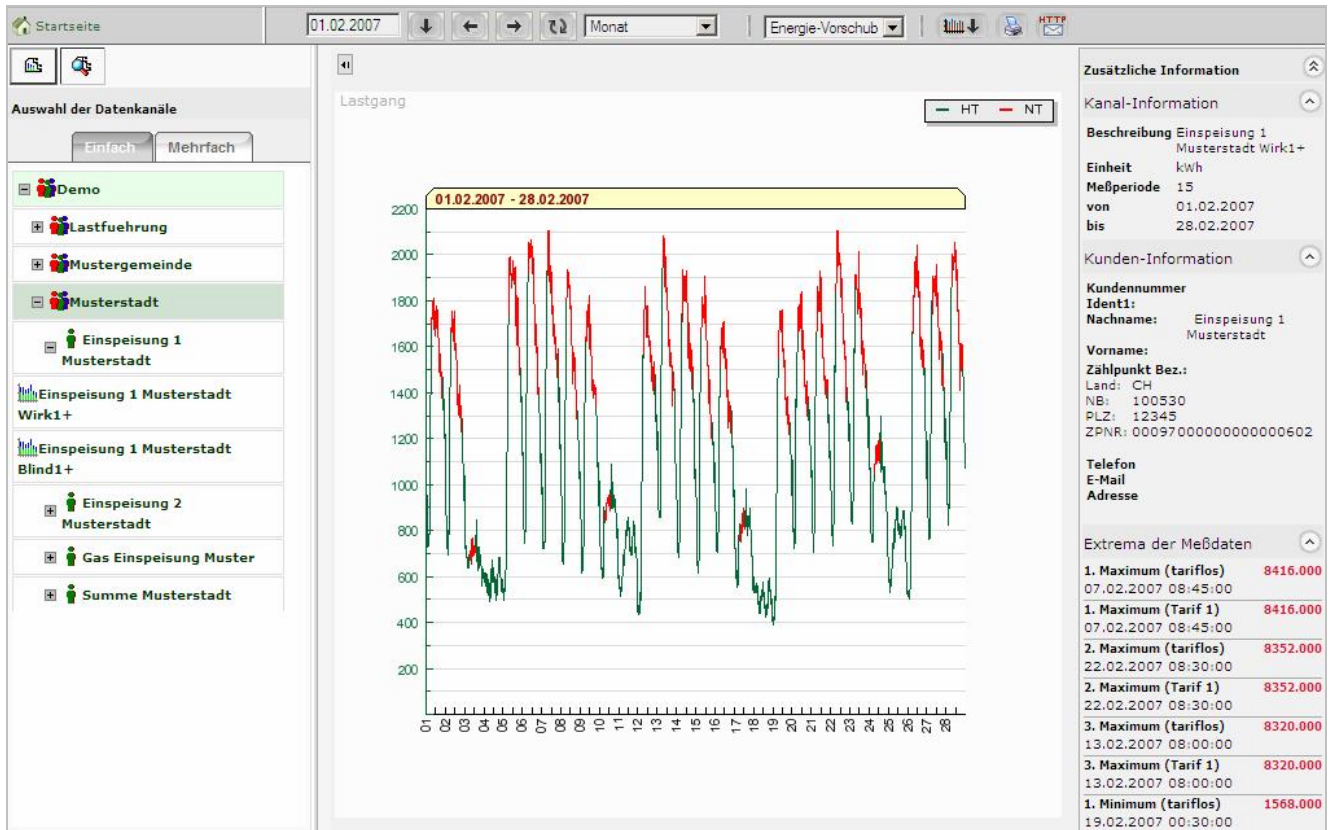 Startseite
01.02.2007
Monat
Energie-Vorschub
HTTP
Auswahl der Datenkanäle
Einfach
Mehrfach
Demo
Lastfuehrung
Mustergemeinde
Musterstadt
Einspeisung 1
Musterstadt
Einspeisung 1 Musterstadt
Wirk1+
Einspeisung 1 Musterstadt
Blind1+
Einspeisung 2
Musterstadt
Gas Einspeisung Muster
Summe Musterstadt
Lastgang
HT NT
01.02.2007 - 28.02.2007
2200
2000
1800
1600
1400
1200
1000
800
600
400
200
01 02 03 04 05 06 07 08 09 10 11 12 13 14 15 16 17 18 19 20 21 22 23 24 25 26 27 28
Zusätzliche Information
Kanal-Information
Beschreibung Einspeisung 1
Musterstadt Wirk1+
Einheit kWh
Meßperiode 15
von 01.02.2007
bis 28.02.2007
Kunden-Information
Kundennummer
Ident1:
Nachname: Einspeisung 1
Musterstadt
Vorname:
Zählpunkt Bez.:
Land: CH
NB: 100530
PLZ: 12345
ZPNR: 00097000000000000602
Telefon
E-Mail
Adresse
Extrema der Meßdaten
1. Maximum (tariflos) 8416.000
07.02.2007 08:45:00
1. Maximum (Tarif 1) 8416.000
07.02.2007 08:45:00
2. Maximum (tariflos) 8352.000
22.02.2007 08:30:00
2. Maximum (Tarif 1) 8352.000
22.02.2007 08:30:00
3. Maximum (tariflos) 8320.000
13.02.2007 08:00:00
3. Maximum (Tarif 1) 8320.000
13.02.2007 08:00:00
1. Minimum (tariflos) 1568.000
19.02.2007 00:30:00